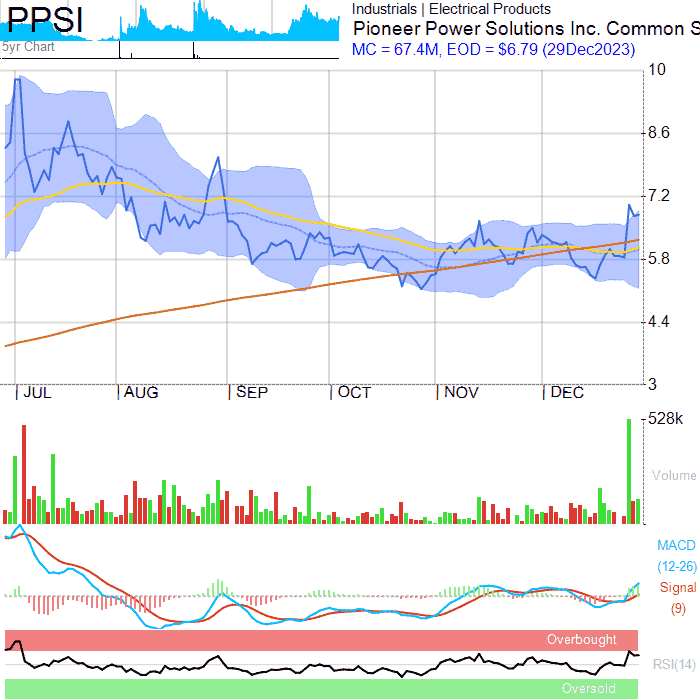 PPSI
5yr Chart
Industrials | Electrical Products
Pioneer Power Solutions Inc. Common S
MC = 67.4M, EOD = $6.79 (29Dec2023)
10
8.6
7.2
5.8
4.4
3
| JUL | AUG | SEP | OCT | NOV | DEC
528k
Volume
MACD
(12-26)
Signal
(9)
Overbought
RSI(14)
Oversold